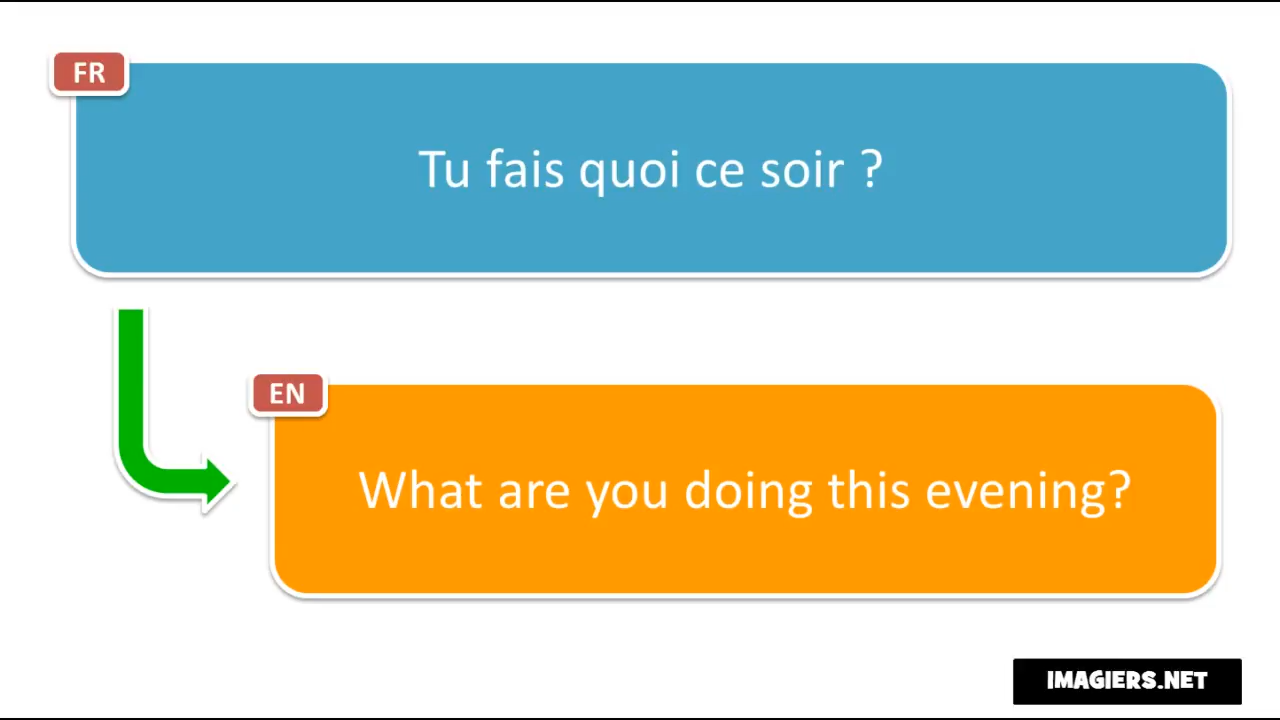 FR
Tu fais quoi ce soir ?
EN
What are you doing this evening?
IMAGIERS.NET